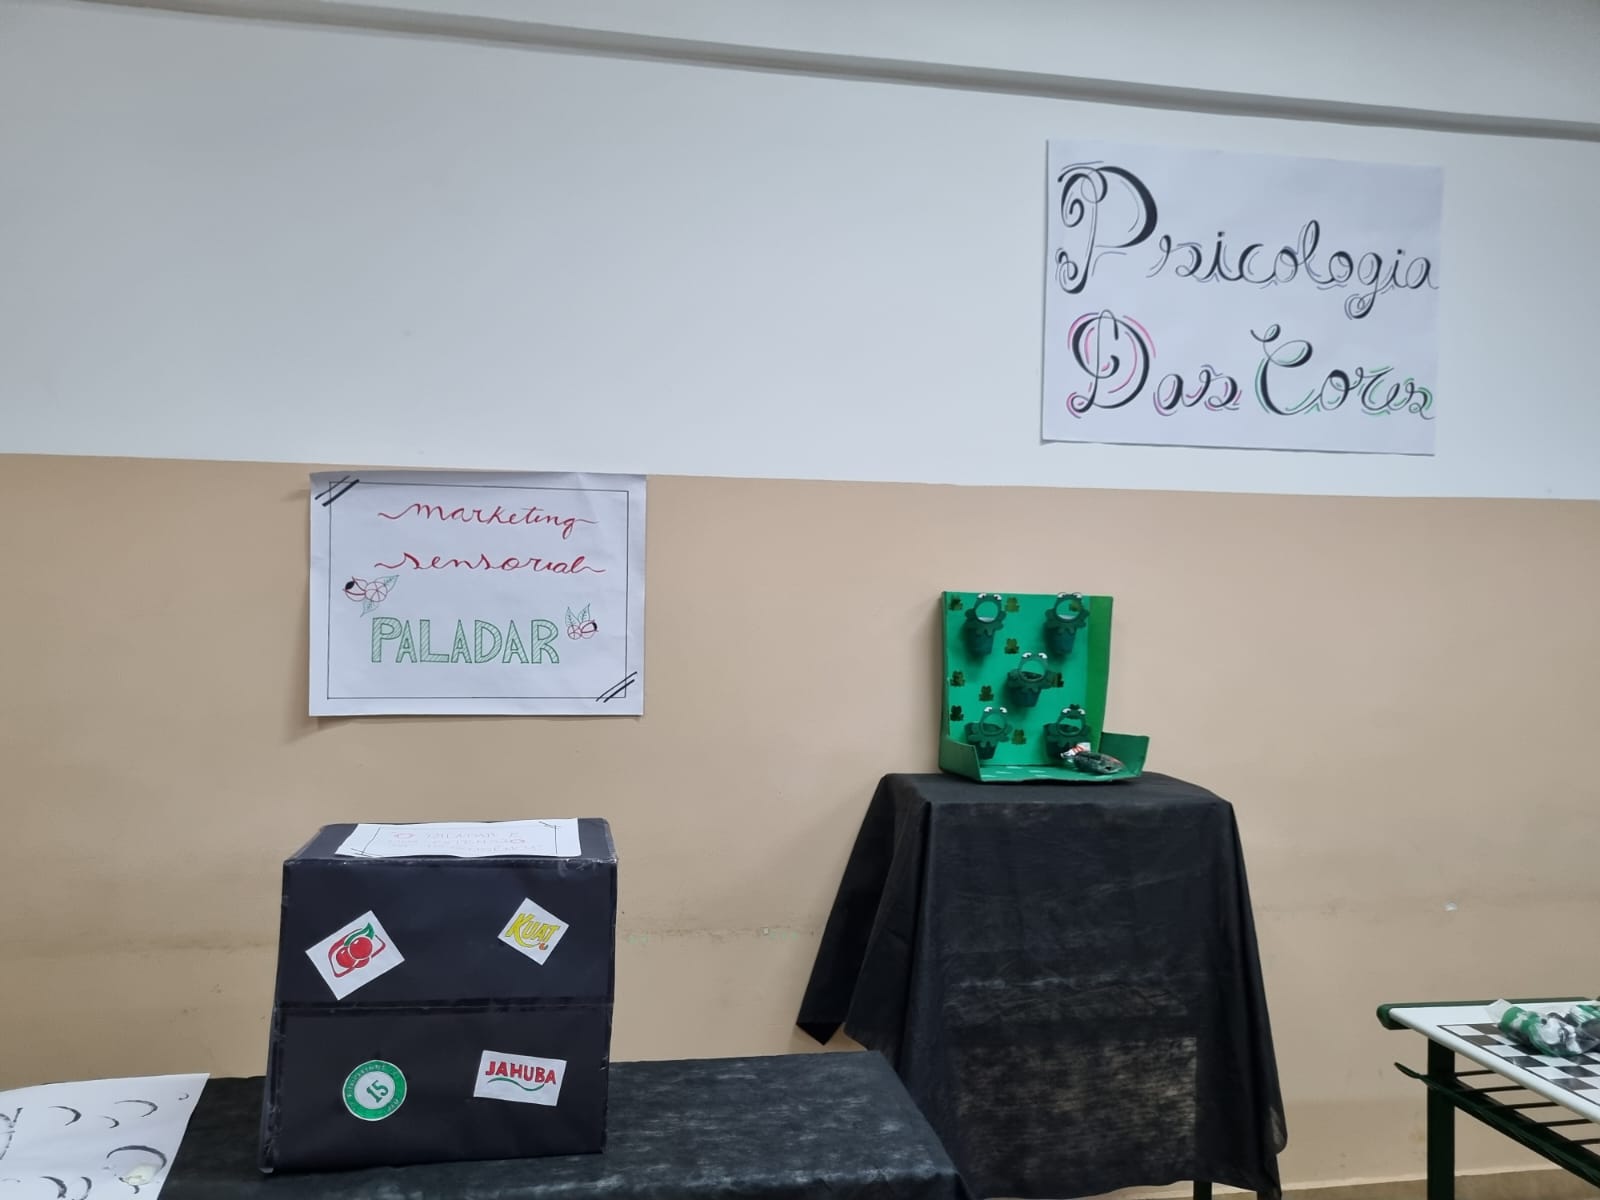 Psicologia
Das Cores
marketing
sensorial
PALADAR
KUAT
15
JAHUBA